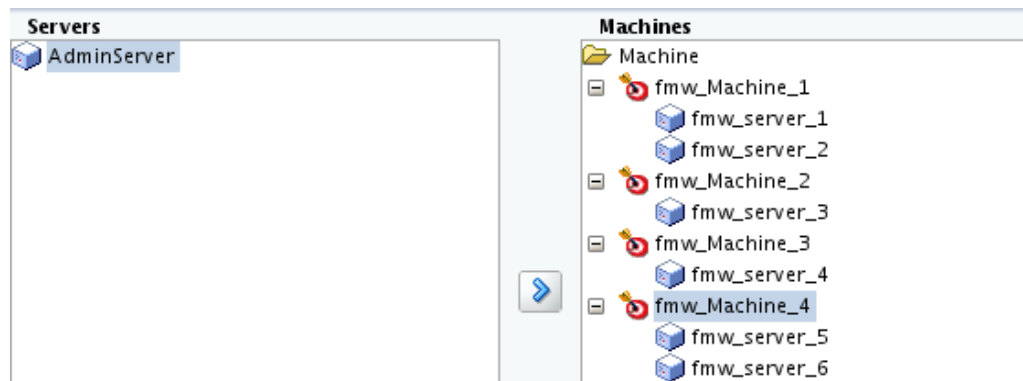 Servers
AdminServer
Machines
Machine
fmw_Machine_1
fmw_server_1
fmw_server_2
fmw_Machine_2
fmw_server_3
fmw_Machine_3
fmw_server_4
fmw_Machine_4
fmw_server_5
fmw_server_6